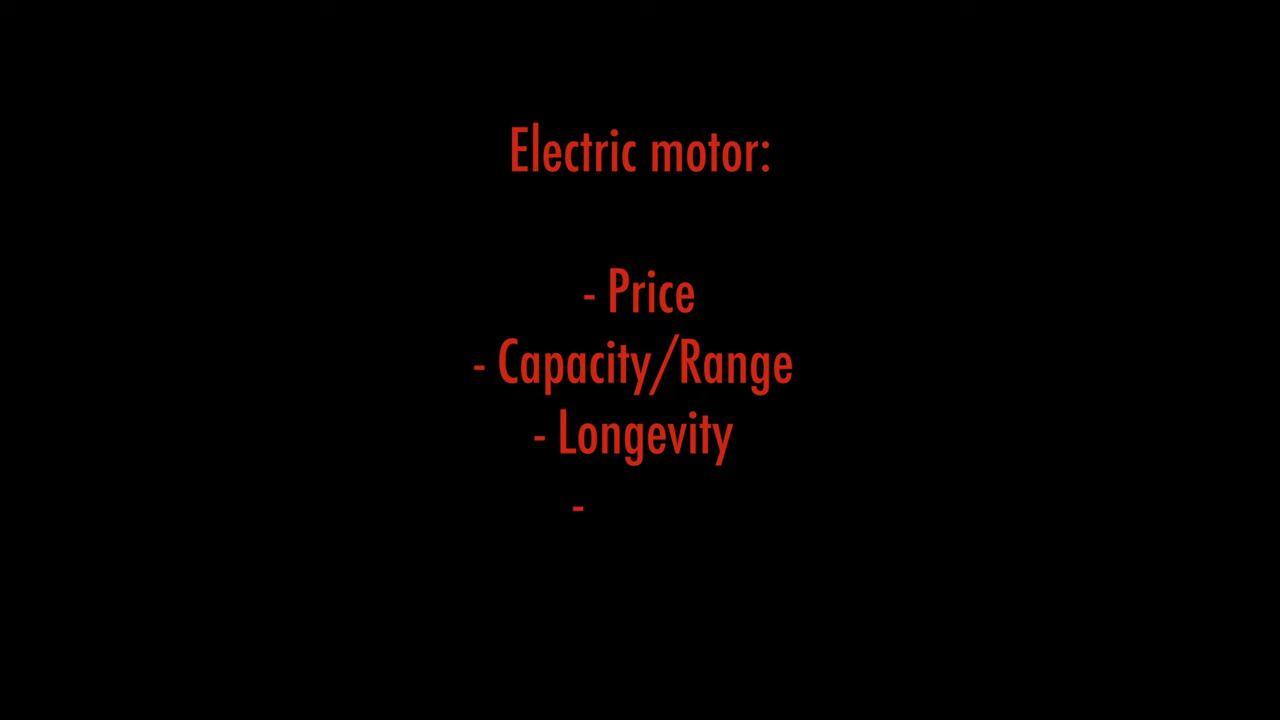 Electric motor:
- Price
- Capacity/Range
- Longevity
-